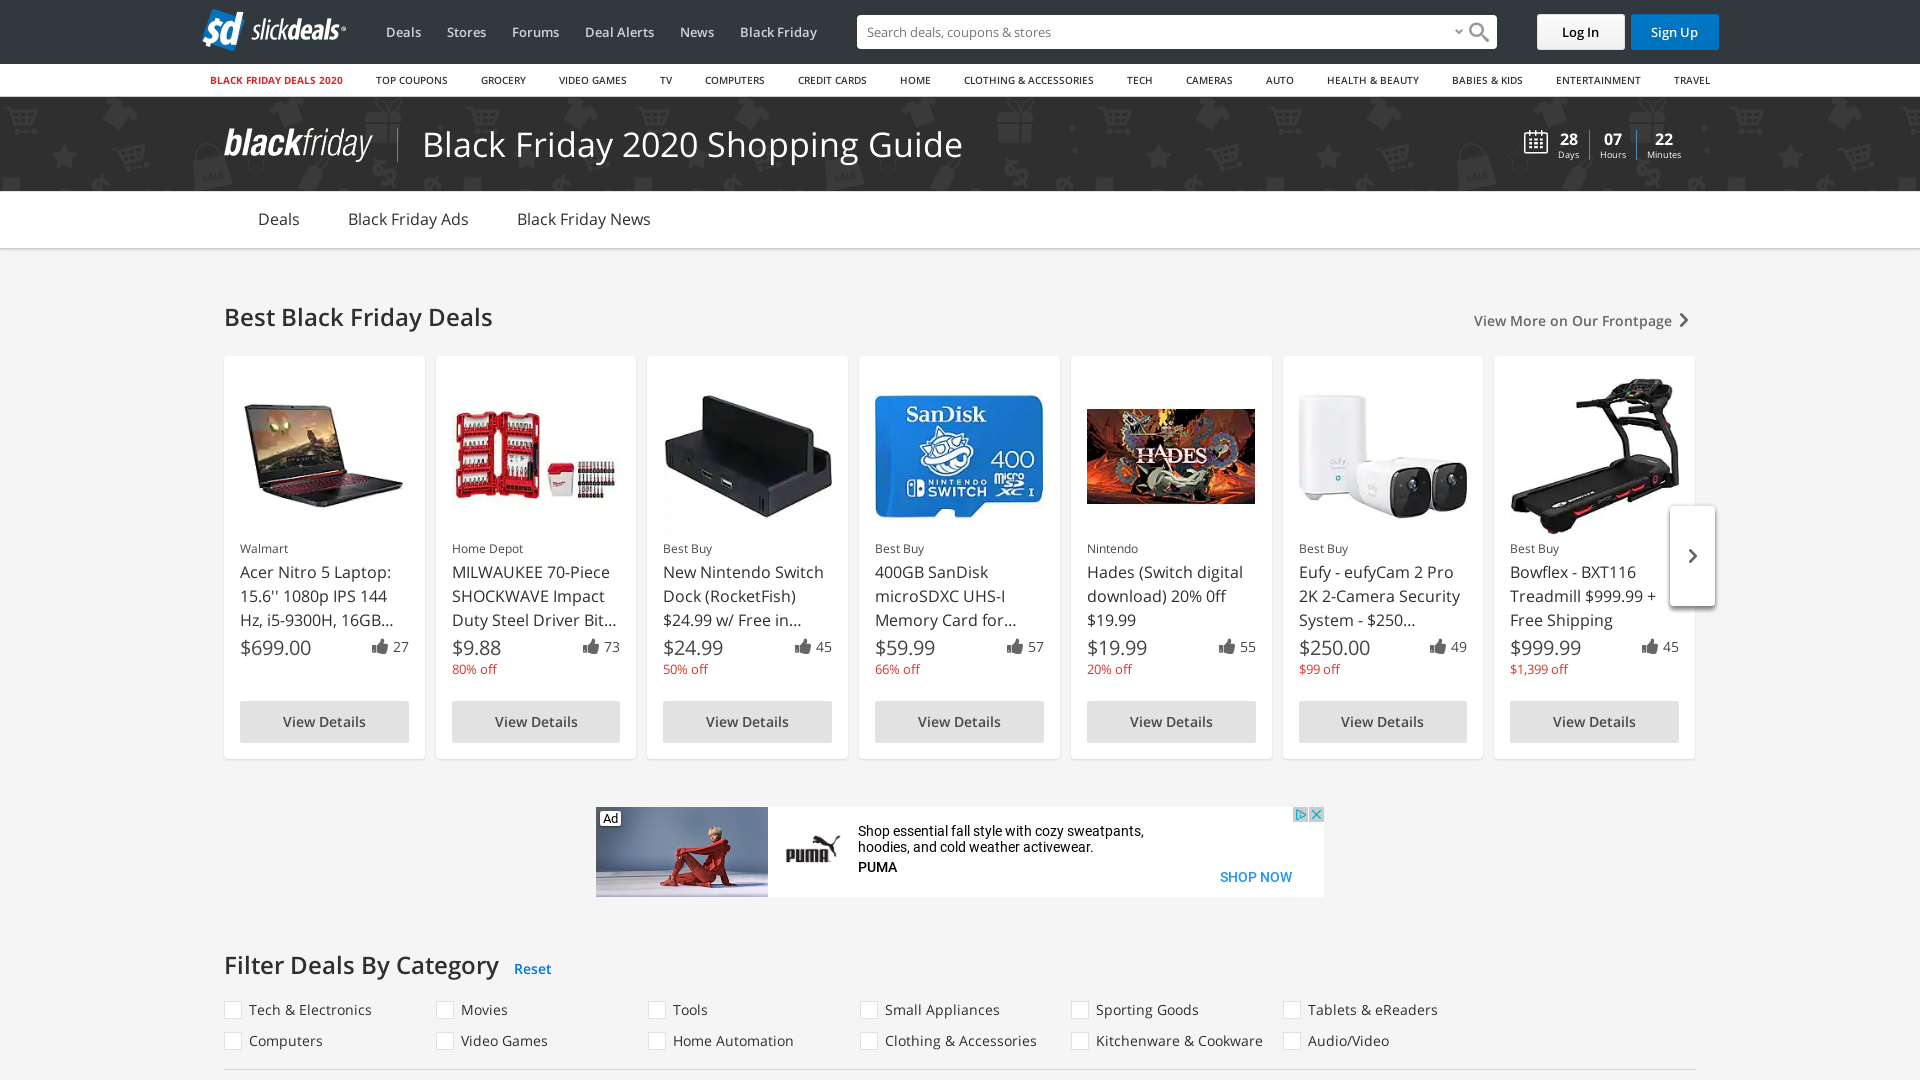 sd slickdeals
Deals
Stores
Forums
Deal Alerts
News
Black Friday
Search deals, coupons & stores
Log In
Sign Up
BLACK FRIDAY DEALS 2020
TOP COUPONS
GROCERY
VIDEO GAMES
TV
COMPUTERS
CREDIT CARDS
HOME
CLOTHING & ACCESSORIES
TECH
CAMERAS
AUTO
HEALTH & BEAUTY
BABIES & KIDS
ENTERTAINMENT
TRAVEL
blackfriday
Black Friday 2020 Shopping Guide
28
Days
07
Hours
22
Minutes
Deals
Black Friday Ads
Black Friday News
Best Black Friday Deals
View More on Our Frontpage
Walmart
Acer Nitro 5 Laptop:
15.6'' 1080p IPS 144
Hz, i5-9300H, 16GB...
$699.00
27
View Details
Home Depot
MILWAUKEE 70-Piece
SHOCKWAVE Impact
Duty Steel Driver Bit...
$9.88
73
80% off
View Details
Best Buy
New Nintendo Switch
Dock (RocketFish)
$24.99 w/ Free in...
$24.99
45
50% off
View Details
SanDisk
400
NINTENDO
SWITCH
micro
SD
XC I
Best Buy
400GB SanDisk
microSDXC UHS-I
Memory Card for...
$59.99
57
66% off
View Details
HADES
Nintendo
Hades (Switch digital
download) 20% 0ff
$19.99
$19.99
55
20% off
View Details
eufy
eufy
Best Buy
Eufy - eufyCam 2 Pro
2K 2-Camera Security
System - $250...
$250.00
49
$99 off
View Details
Best Buy
Bowflex - BXT116
Treadmill $999.99 +
Free Shipping
$999.99
45
$1,399 off
View Details
Ad
PUMA
Shop essential fall style with cozy sweatpants,
hoodies, and cold weather activewear.
PUMA
SHOP NOW
Filter Deals By Category
Reset
Tech & Electronics
Movies
Tools
Small Appliances
Sporting Goods
Tablets & eReaders
Computers
Video Games
Home Automation
Clothing & Accessories
Kitchenware & Cookware
Audio/Video